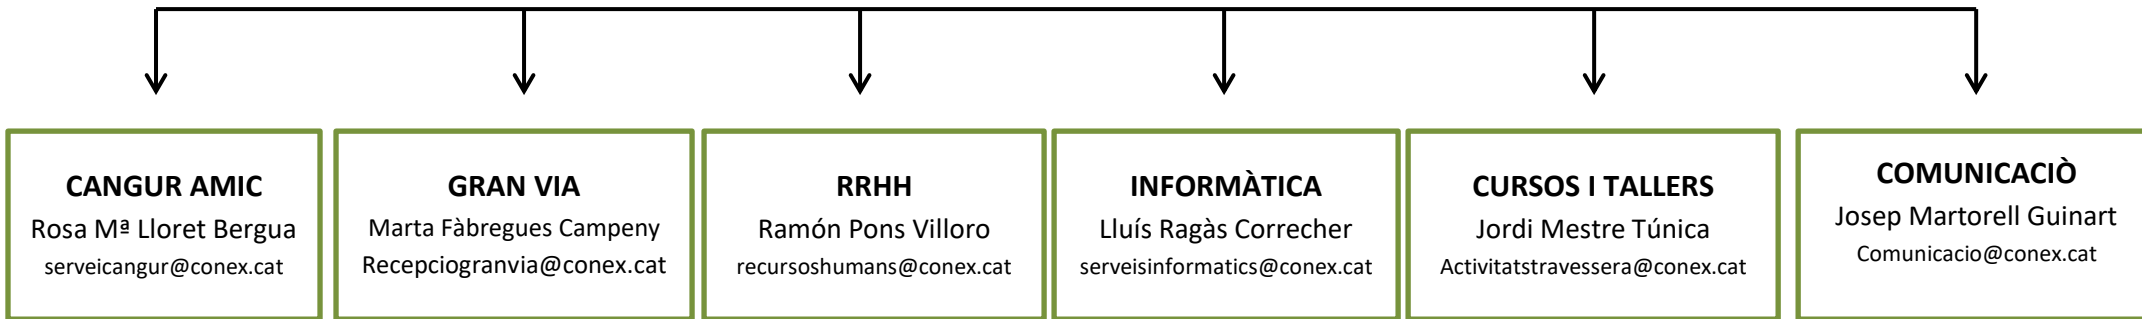 CANGUR AMIC
Rosa Mª Lloret Bergua
serveicangur@conex.cat
GRAN VIA
Marta Fàbregues Campeny
Recepciogranvia@conex.cat
RRHH
Ramón Pons Villoro
recursoshumans@conex.cat
INFORMÀTICA
Lluís Ragàs Correcher
serveisinformatics@conex.cat
CURSOS I TALLERS
Jordi Mestre Túnica
Activitatstravessera@conex.cat
COMUNICACIÒ
Josep Martorell Guinart
Comunicacio@conex.cat